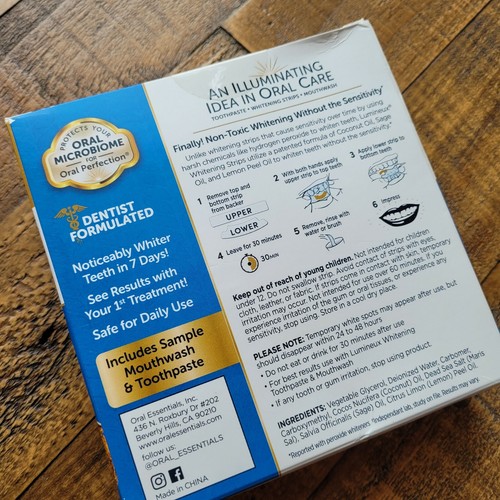 PROTECTS YOUR
ORAL
MICROBIOME
FOR
Oral Perfection®
DENTIST
FORMULATED
Noticeably Whiter
Teeth in 7 Days!
See Results with
Your 1st Treatment!
Safe for Daily Use
Includes Sample
Mouthwash
& Toothpaste
Oral Essentials, Inc.
436 N. Roxbury Dr #202
Beverly Hills, CA 90210
www.oralessentials.com
follow us:
@ORAL_ESSENTIALS
Made in CHINA
AN ILLUMINATING
IDEA IN ORAL CARE
TOOTHPASTE • WHITENING STRIPS • MOUTHWASH
Finally! Non-Toxic Whitening Without the Sensitivity*
Unlike whitening strips that cause sensitivity over time by using
harsh chemicals like hydrogen peroxide to whiten teeth, Lumineux®
Whitening Strips utilize a patented formula of Coconut Oil, Sage
Oil, and Lemon Peel Oil to whiten teeth without the sensitivity.*
1 Remove top and
bottom strip
from backer
UPPER
LOWER
2 With both hands apply
upper strip to top teeth
3 Apply lower strip to
bottom teeth
4 Leave for 30 minutes
30MIN
5 Remove, rinse with
water or brush
6 Impress
Keep out of reach of young children. Not intended for children
under 12. Do not swallow strip. Avoid contact of strips with eyes,
cloth, leather, or fabric. If strips come in contact with skin, temporary
irritation may occur. Not intended for use over 60 minutes. If you
experience irritation of the gum or oral tissues, or experience any
sensitivity, stop using. Store in a cool dry place.
PLEASE NOTE: Temporary white spots may appear after use, but
should disappear within 24 to 48 hours
• Do not eat or drink for 30 minutes after use
• For best results use with Lumineux Whitening
Toothpaste & Mouthwash
• If any tooth or gum irritation, stop using product.
INGREDIENTS: Vegetable Glycerol, Deionized Water, Carbomer,
Carboxymethyl, Cocos Nucifera (Coconut) Oil, Dead Sea Salt (Maris
Sal), Salvia Officinalis (Sage) Oil, Citrus Limon (Lemon) Peel Oil.
*Reported with peroxide whitening. *Independent lab, study on file. Results may vary.